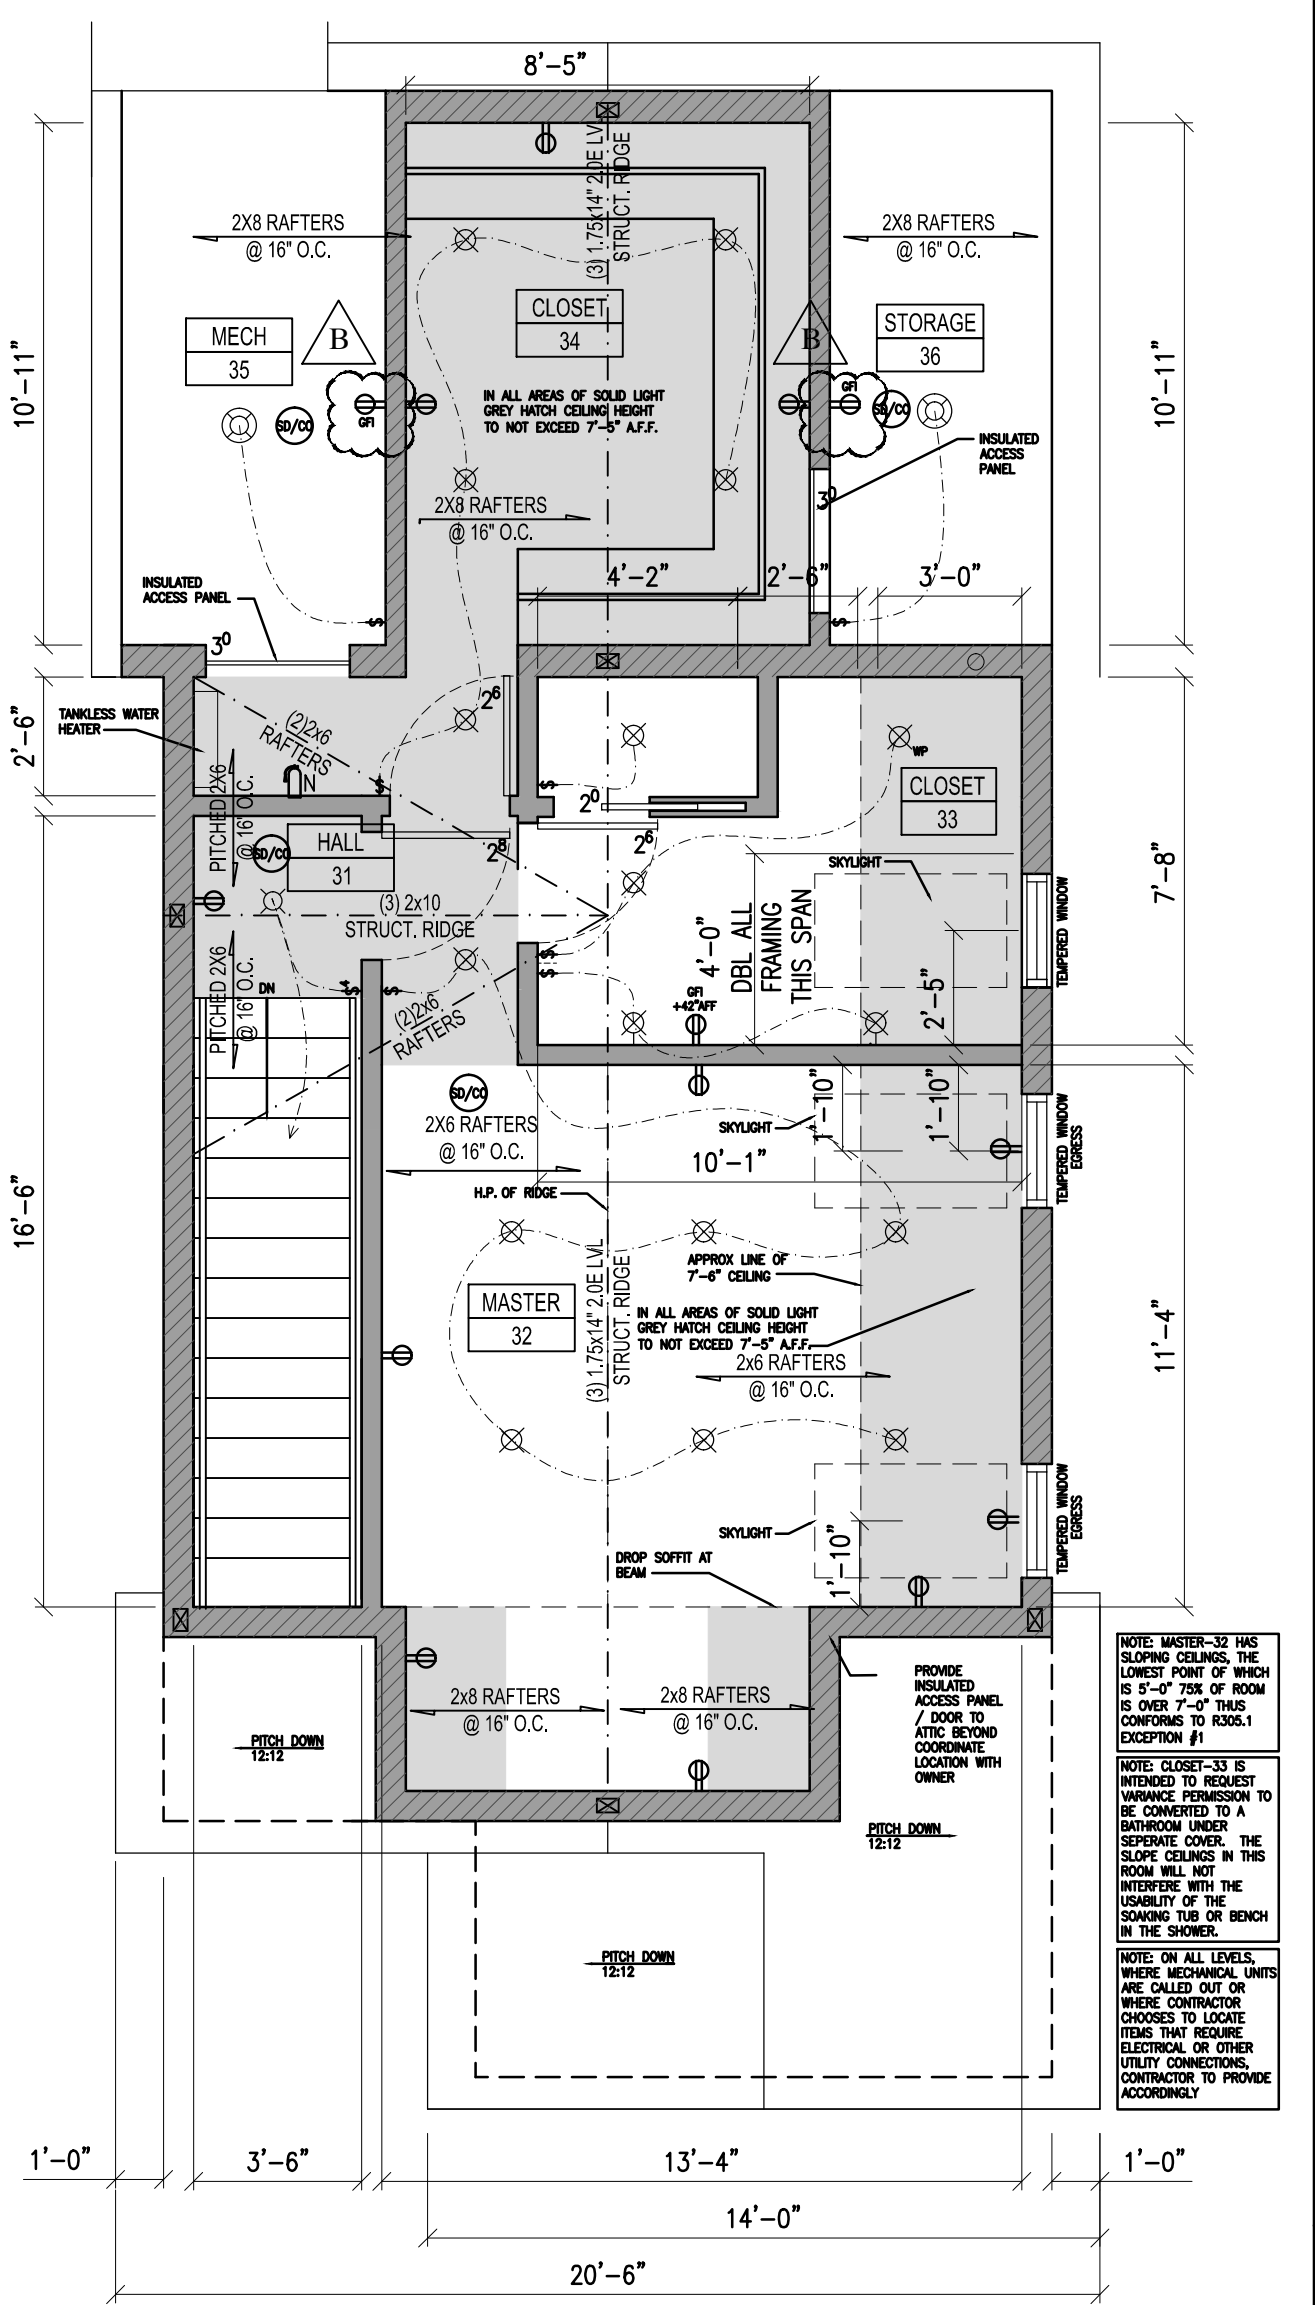 8'-5"
(3) 1.75x14" 2.0E LVL
STRUCT. RIDGE
2X8 RAFTERS
@ 16" O.C.
2X8 RAFTERS
@ 16" O.C.
CLOSET
34
MECH
35
B
B
STORAGE
36
10'-11"
10'-11"
IN ALL AREAS OF SOLID LIGHT
GREY HATCH CEILING HEIGHT
TO NOT EXCEED 7'-5" A.F.F.
GFI
GFI
SD/CO
SD/CO
INSULATED
ACCESS
PANEL
3⁰
2X8 RAFTERS
@ 16" O.C.
INSULATED
ACCESS PANEL
4'-2"
2'-6"
3'-0"
$
$
3⁰
2'-6"
TANKLESS WATER
HEATER
(2)2x6
RAFTERS
2⁶
N
$
$
WP
2⁰
CLOSET
33
PITCHED 2X6
@ 16" O.C.
SD/CO
HALL
31
2⁸
2⁶
SKYLIGHT
7'-8"
(3) 2x10
STRUCT. RIDGE
4'-0"
DBL ALL
FRAMING
THIS SPAN
TEMPERED WINDOW
PITCHED 2X6
@ 16" O.C.
DN
$4
$
$
$
GFI
+42"AFF
2'-5"
(2)2x6
RAFTERS
SD/CO
2X6 RAFTERS
@ 16" O.C.
1'-10"
1'-10"
SKYLIGHT
TEMPERED WINDOW
EGRESS
10'-1"
H.P. OF RIDGE
16'-6"
APPROX LINE OF
7'-6" CEILING
(3) 1.75x14" 2.0E LVL
STRUCT. RIDGE
MASTER
32
IN ALL AREAS OF SOLID LIGHT
GREY HATCH CEILING HEIGHT
TO NOT EXCEED 7'-5" A.F.F.
11'-4"
2x6 RAFTERS
@ 16" O.C.
TEMPERED WINDOW
EGRESS
SKYLIGHT
1'-10"
DROP SOFFIT AT
BEAM
2x8 RAFTERS
@ 16" O.C.
2x8 RAFTERS
@ 16" O.C.
PROVIDE
INSULATED
ACCESS PANEL
/ DOOR TO
ATTIC BEYOND
COORDINATE
LOCATION WITH
OWNER
PITCH DOWN
12:12
PITCH DOWN
12:12
PITCH DOWN
12:12
NOTE: MASTER-32 HAS
SLOPING CEILINGS, THE
LOWEST POINT OF WHICH
IS 5'-0" 75% OF ROOM
IS OVER 7'-0" THUS
CONFORMS TO R305.1
EXCEPTION #1
NOTE: CLOSET-33 IS
INTENDED TO REQUEST
VARIANCE PERMISSION TO
BE CONVERTED TO A
BATHROOM UNDER
SEPERATE COVER. THE
SLOPE CEILINGS IN THIS
ROOM WILL NOT
INTERFERE WITH THE
USABILITY OF THE
SOAKING TUB OR BENCH
IN THE SHOWER.
NOTE: ON ALL LEVELS,
WHERE MECHANICAL UNITS
ARE CALLED OUT OR
WHERE CONTRACTOR
CHOOSES TO LOCATE
ITEMS THAT REQUIRE
ELECTRICAL OR OTHER
UTILITY CONNECTIONS,
CONTRACTOR TO PROVIDE
ACCORDINGLY
1'-0"
3'-6"
13'-4"
1'-0"
14'-0"
20'-6"